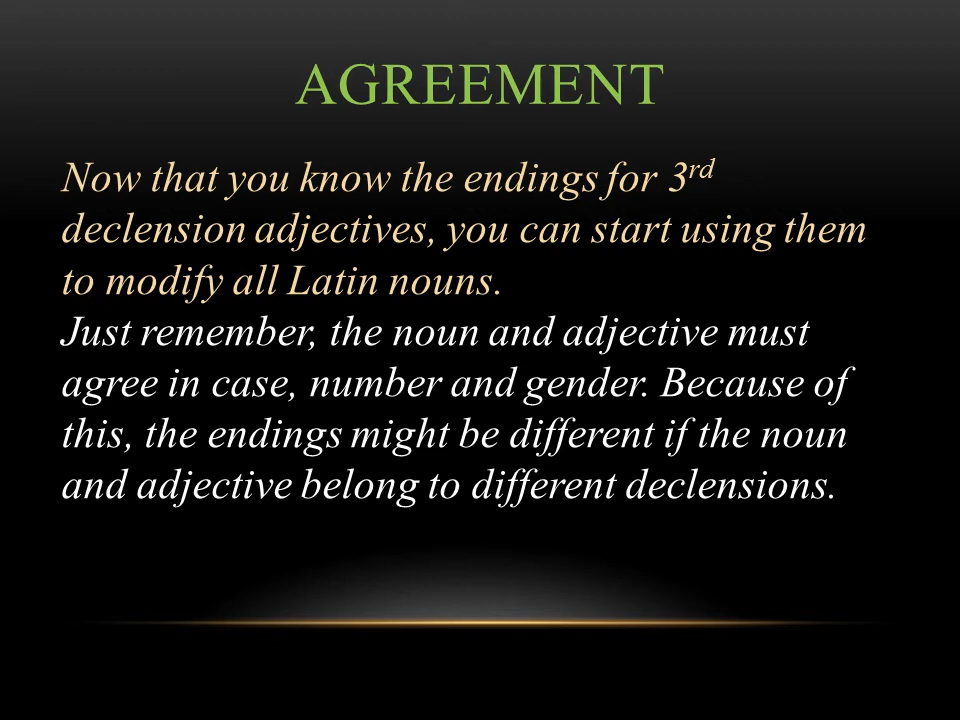 AGREEMENT
Now that you know the endings for 3rd
declension adjectives, you can start using them
to modify all Latin nouns.
Just remember, the noun and adjective must
agree in case, number and gender. Because of
this, the endings might be different if the noun
and adjective belong to different declensions.